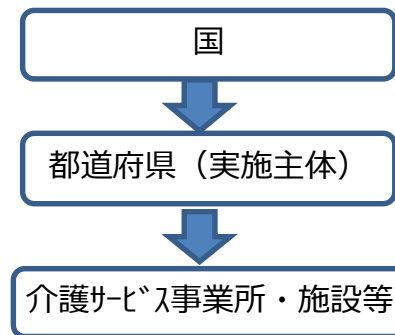 国
都道府県（実施主体）
介護ｻｰﾋﾞｽ事業所・施設等